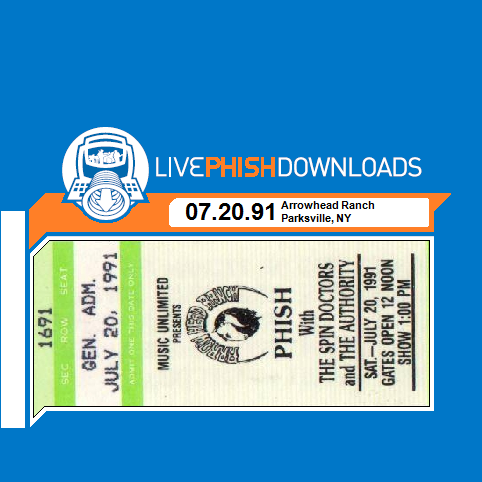 LIVEPHISHDOWNLOADS
07.20.91
Arrowhead Ranch
Parksville, NY
1691
SEC ROW SEAT
GEN. ADM.
JULY 20, 1991
ADMIT ONE THIS DATE ONLY
MUSIC UNLIMITED
PRESENTS
ARROW HEAD RANCH
PHISH
With
THE SPIN DOCTORS
and THE AUTHORITY
SAT.—JULY 20, 1991
GATES OPEN 12 NOON
SHOW 1:00 PM